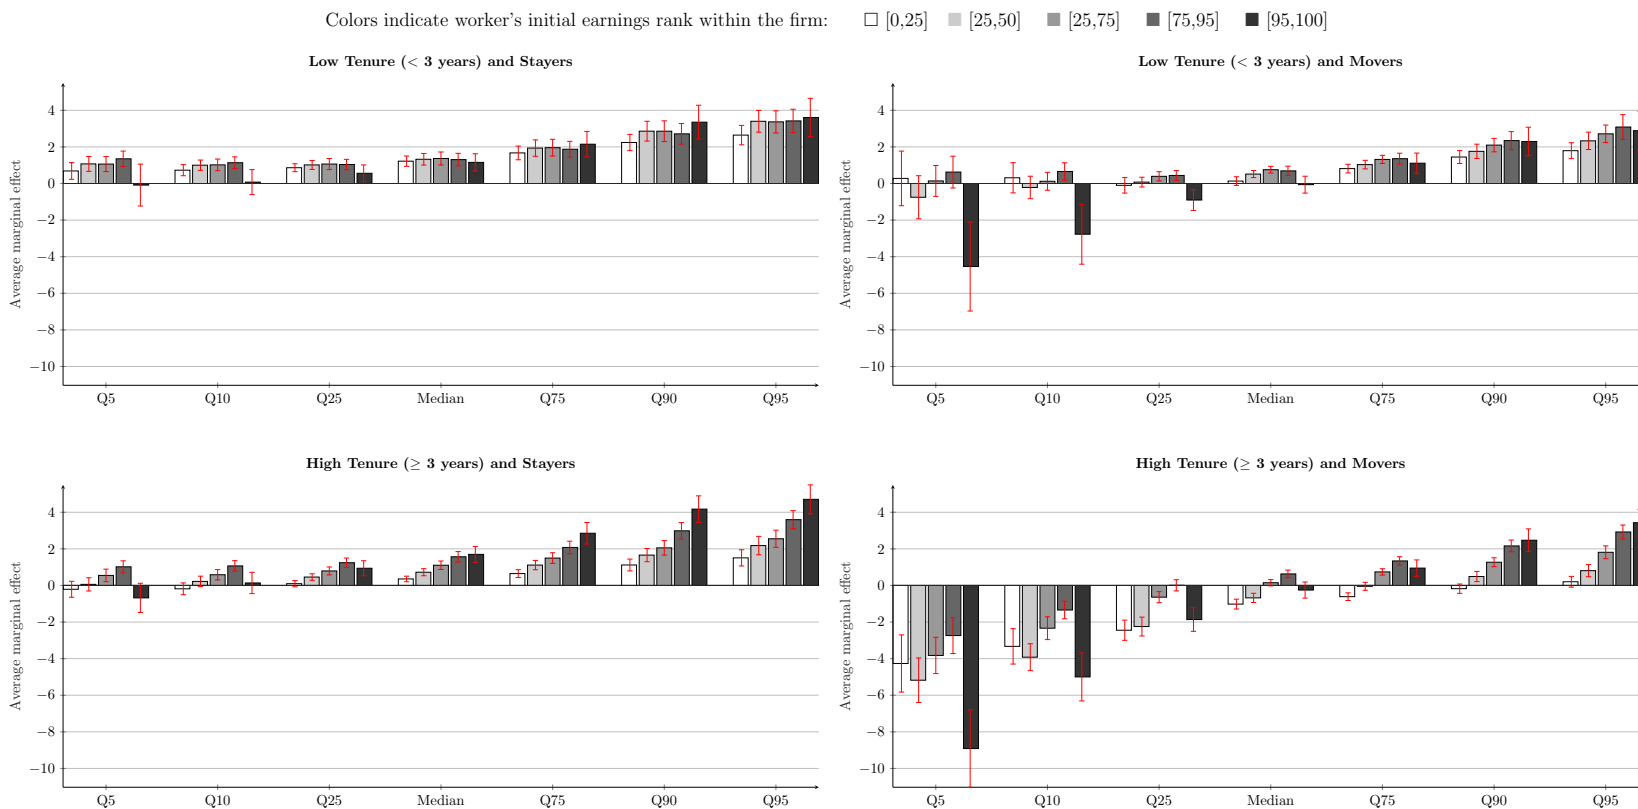 Colors indicate worker's initial earnings rank within the firm: [0,25] [25,50] [25,75] [75,95] [95,100]
Low Tenure (< 3 years) and Stayers
Average marginal effect
4
2
0
−2
−4
−6
−8
−10
Q5 Q10 Q25 Median Q75 Q90 Q95
Low Tenure (< 3 years) and Movers
Average marginal effect
4
2
0
−2
−4
−6
−8
−10
Q5 Q10 Q25 Median Q75 Q90 Q95
High Tenure (≥ 3 years) and Stayers
Average marginal effect
4
2
0
−2
−4
−6
−8
−10
Q5 Q10 Q25 Median Q75 Q90 Q95
High Tenure (≥ 3 years) and Movers
Average marginal effect
4
2
0
−2
−4
−6
−8
−10
Q5 Q10 Q25 Median Q75 Q90 Q95